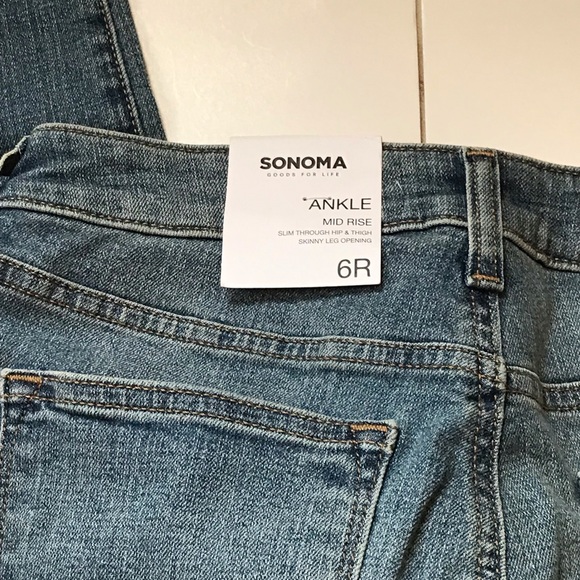 SONOMA
GOODS FOR LIFE
*ANKLE
MID RISE
SLIM THROUGH HIP & THIGH
SKINNY LEG OPENING
6R